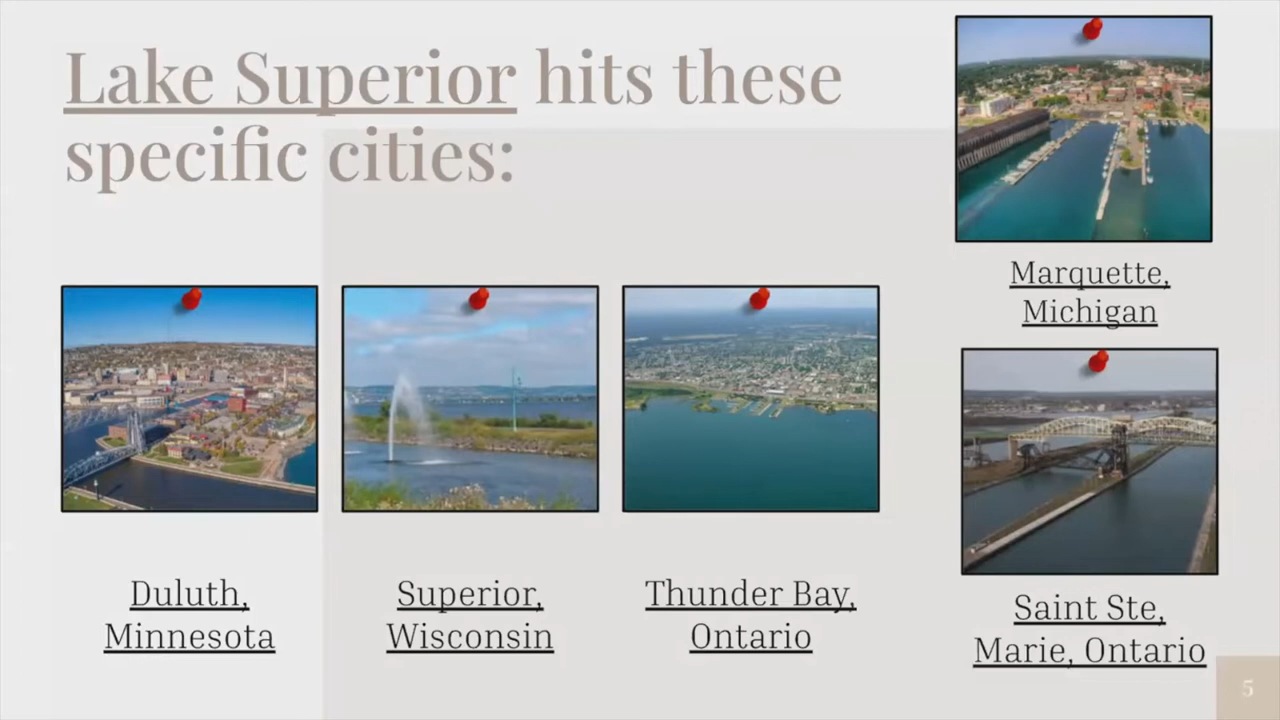 Lake Superior hits these
specific cities:
Marquette,
Michigan
Duluth,
Minnesota
Superior,
Wisconsin
Thunder Bay,
Ontario
Saint Ste,
Marie, Ontario
5